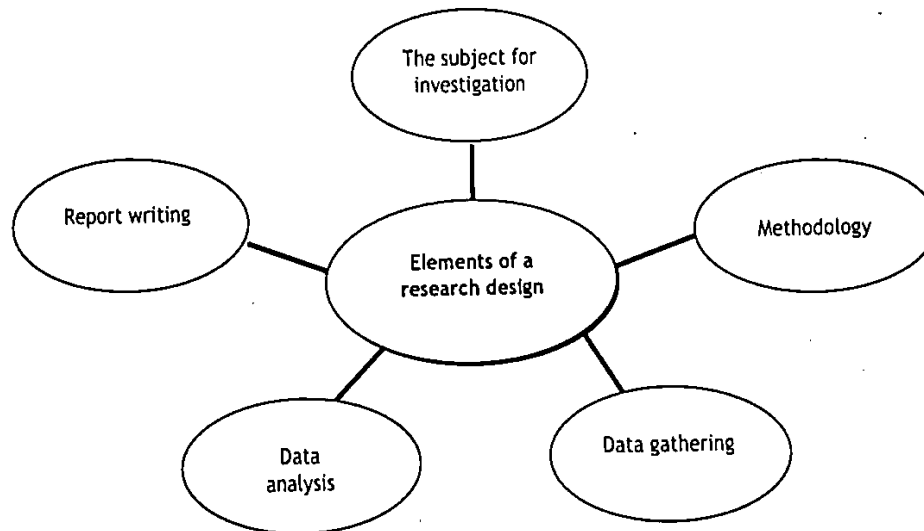 The subject for
investigation
Report writing
Methodology
Elements of a
research design
Data gathering
Data
analysis